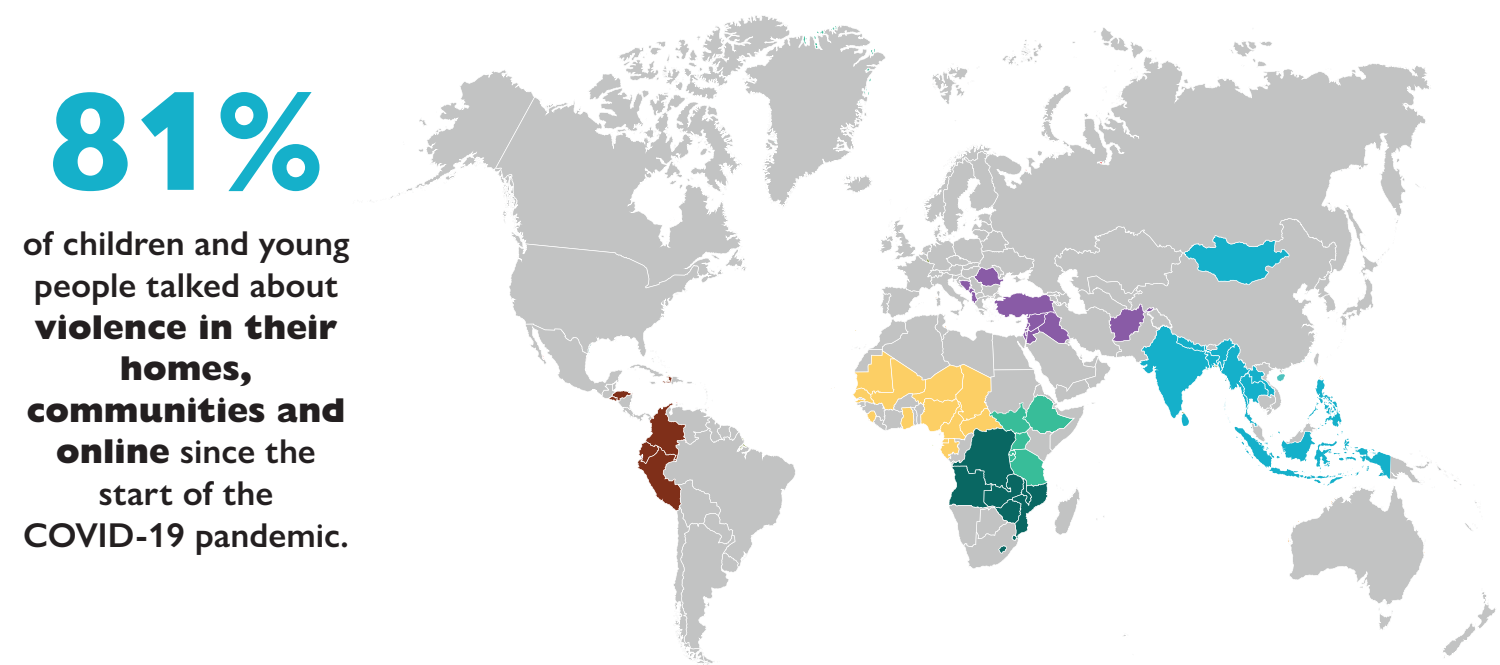 81%
of children and young
people talked about
violence in their
homes,
communities and
online since the
start of the
COVID-19 pandemic.